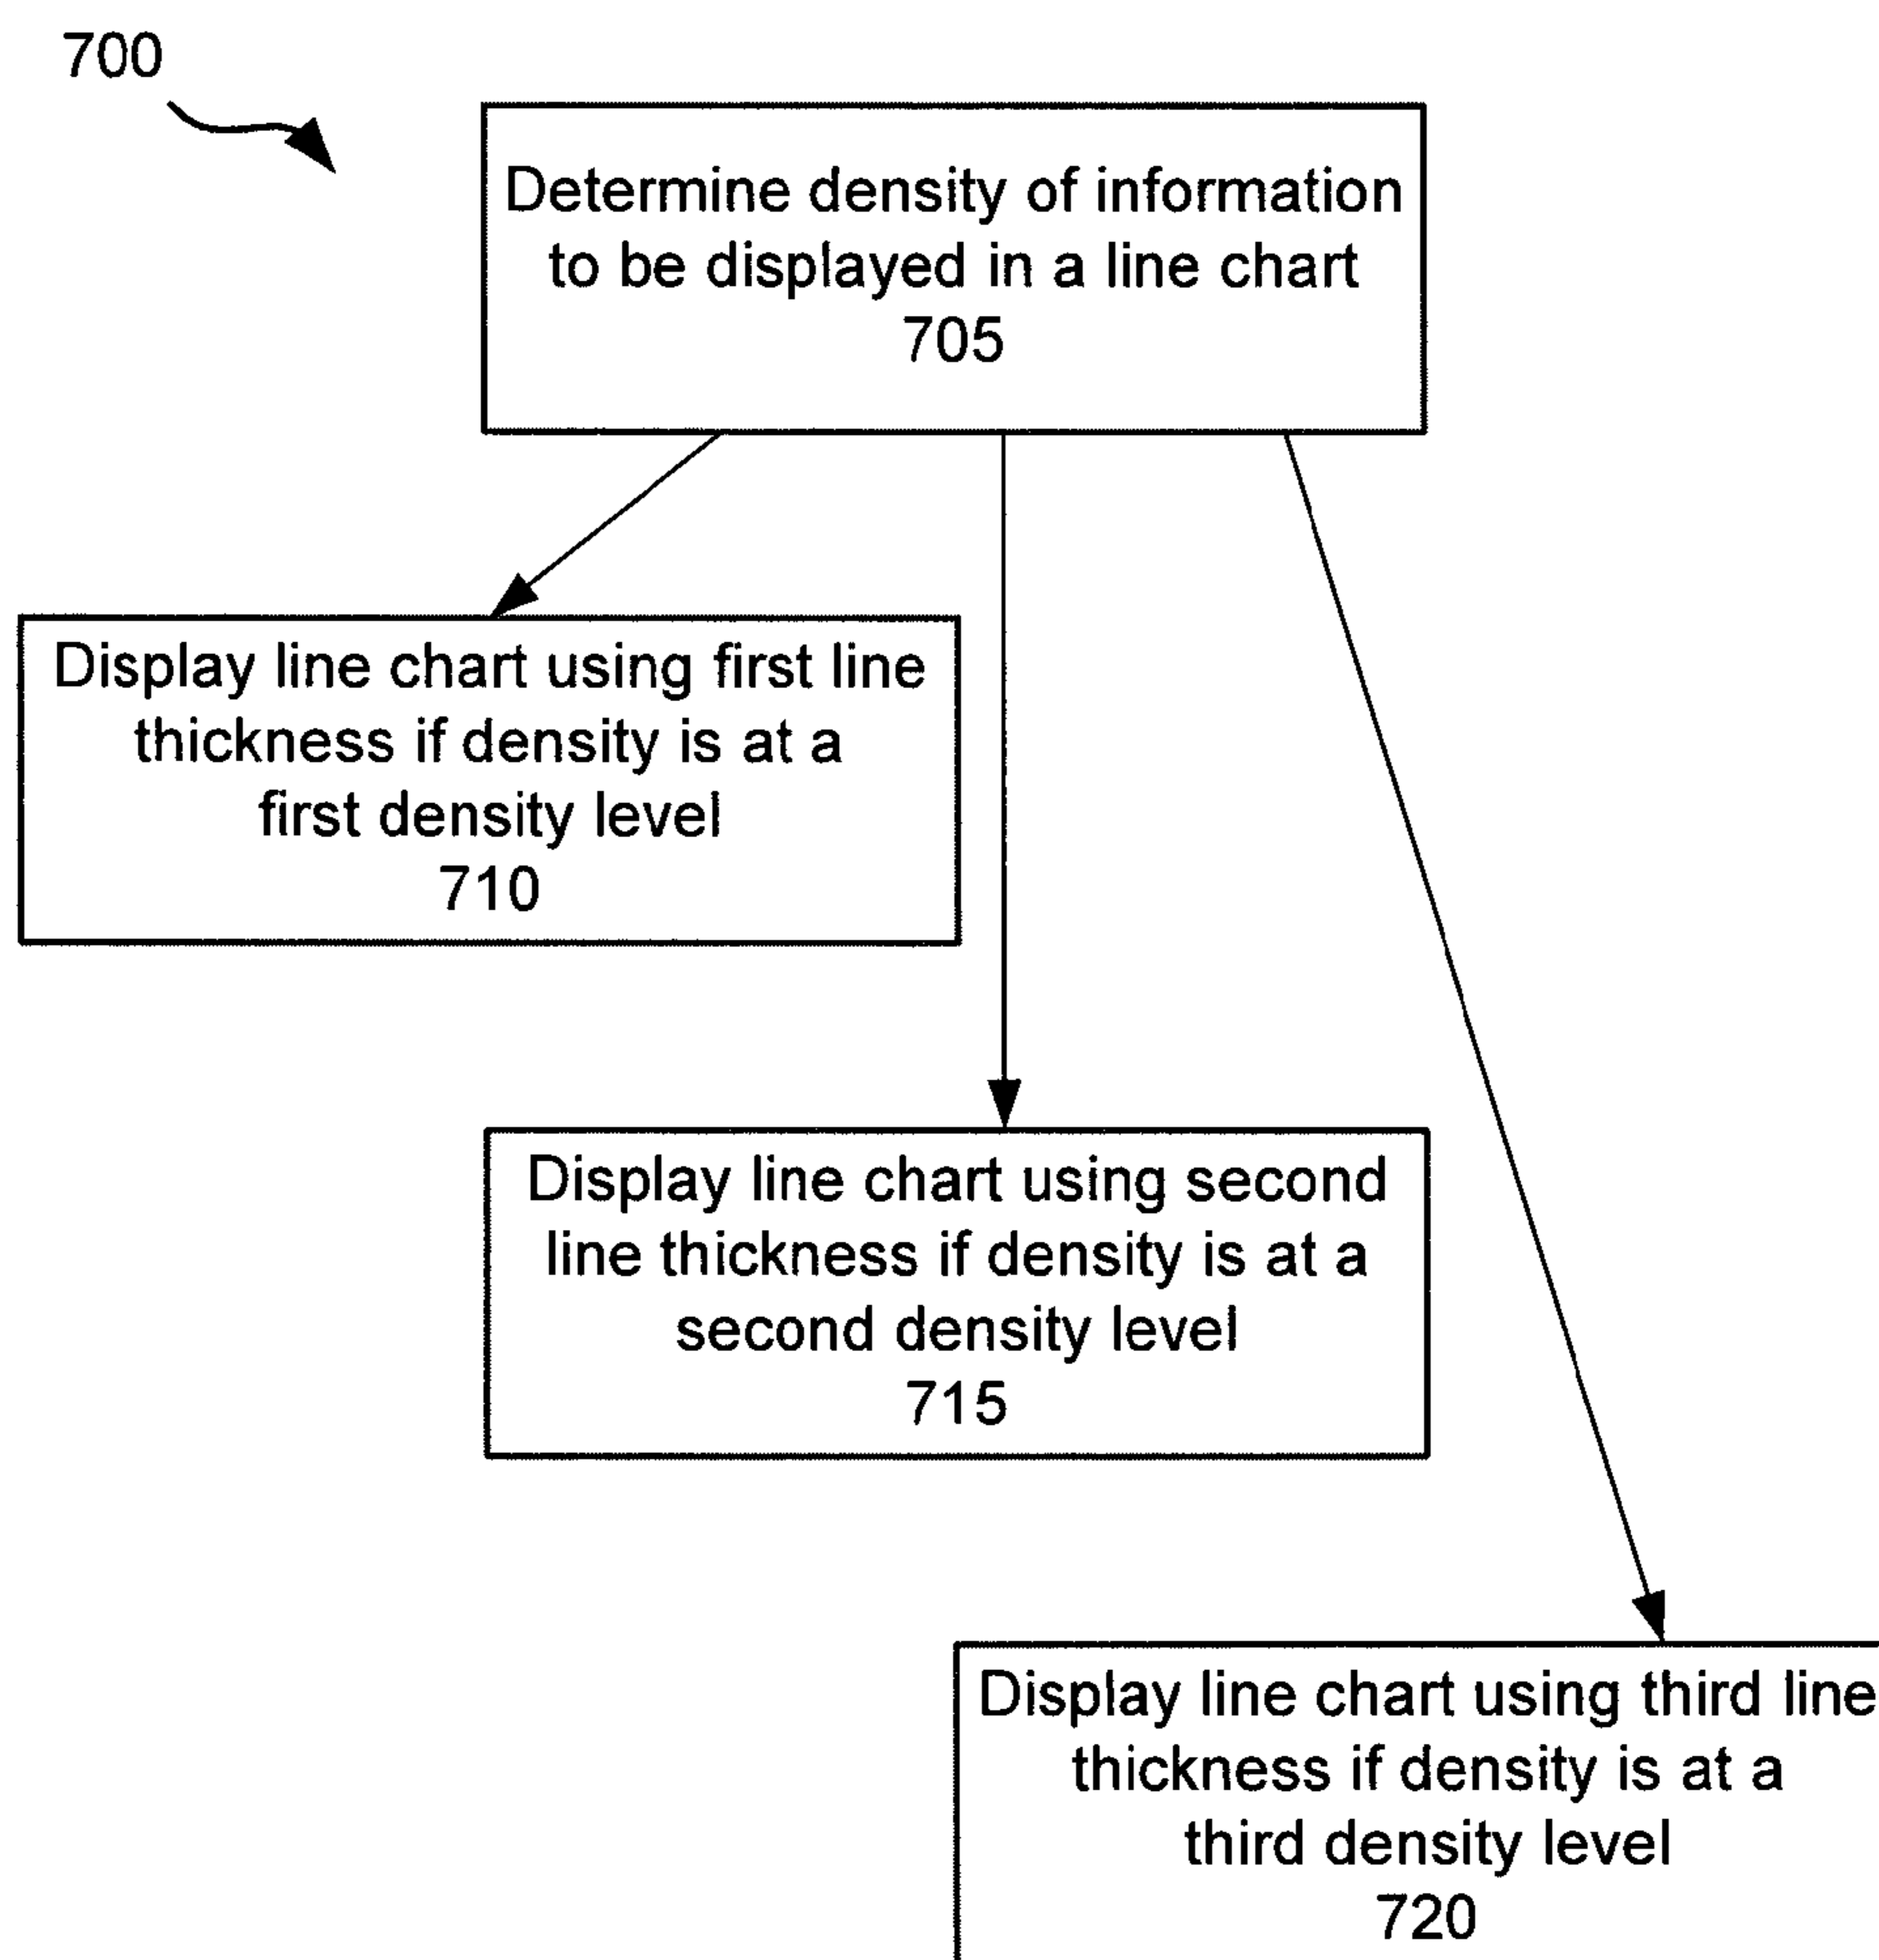 700
Determine density of information
to be displayed in a line chart
705
Display line chart using first line
thickness if density is at a
first density level
710
Display line chart using second
line thickness if density is at a
second density level
715
Display line chart using third line
thickness if density is at a
third density level
720